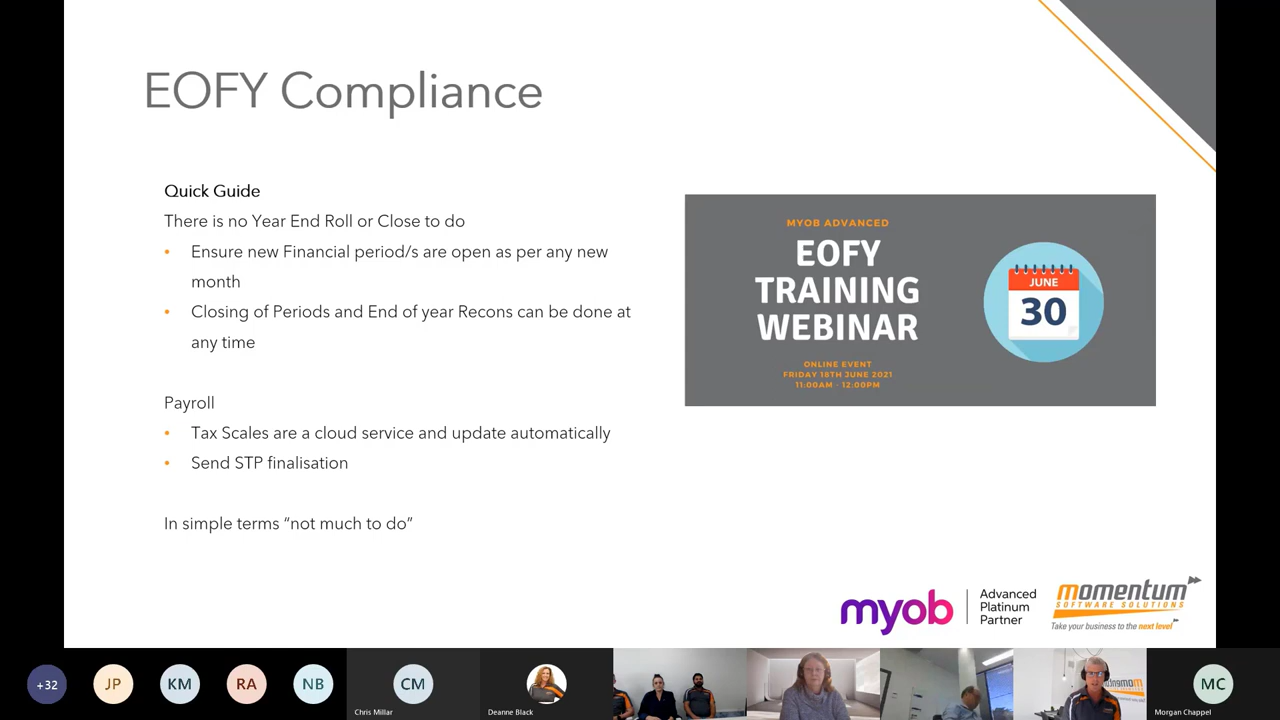 EOFY Compliance
Quick Guide
There is no Year End Roll or Close to do
• Ensure new Financial period/s are open as per any new
month
• Closing of Periods and End of year Recons can be done at
any time
Payroll
• Tax Scales are a cloud service and update automatically
• Send STP finalisation
In simple terms “not much to do”
MYOB ADVANCED
EOFY
TRAINING
WEBINAR
ONLINE EVENT
FRIDAY 18TH JUNE 2021
11:00AM - 12:00PM
JUNE
30
myob
Advanced
Platinum
Partner
momentum
SOFTWARE SOLUTIONS
Take your business to the next level
+32
JP
KM
RA
NB
CM
Chris Millar
Deanne Black
MC
Morgan Chappel